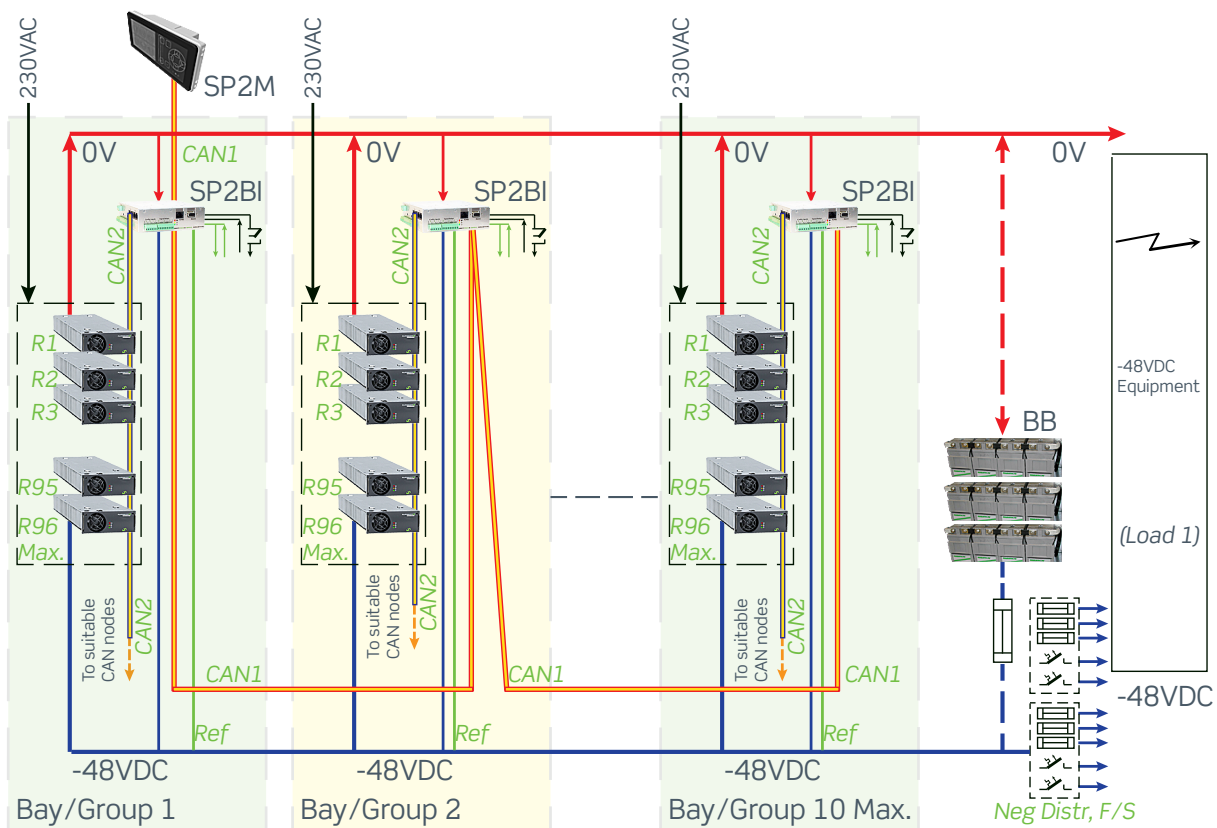 230VAC
SP2M
230VAC
230VAC
0V
CAN1
0V
0V
0V
SP2BI
SP2BI
SP2BI
CAN2
CAN2
CAN2
R1
R2
R3
R95
R96
Max.
R1
R2
R3
R95
R96
Max.
R1
R2
R3
R95
R96
Max.
-48VDC
Equipment
BB
(Load 1)
To suitable
CAN nodes
CAN2
To suitable
CAN nodes
CAN2
To suitable
CAN nodes
CAN2
CAN1
CAN1
CAN1
-48VDC
Ref
Ref
Ref
-48VDC
-48VDC
-48VDC
Bay/Group 1
Bay/Group 2
Bay/Group 10 Max.
Neg Distr, F/S